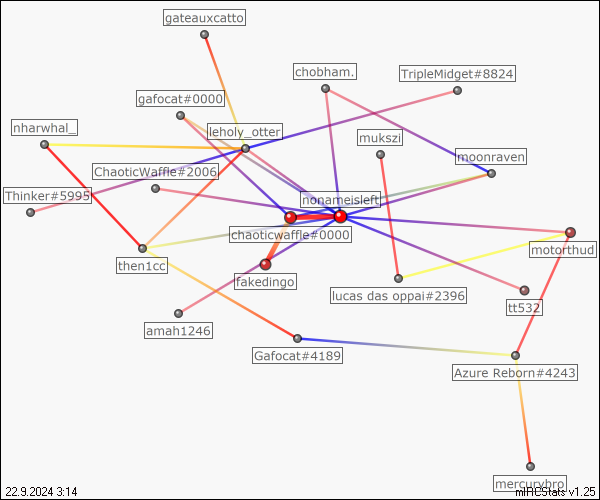 gateauxcatto
chobham.
TripleMidget#8824
gafocat#0000
nharwhal_
leholy_otter
mukszi
moonraven
ChaoticWaffle#2006
Thinker#5995
nonameisleft
chaoticwaffle#0000
motorthud_
then1cc
fakedingo
lucas das oppai#2396
tt532
amah1246
Gafocat#4189
Azure Reborn#4243
mercurybro_
22.9.2024 3:14
mIRCStats v1.25